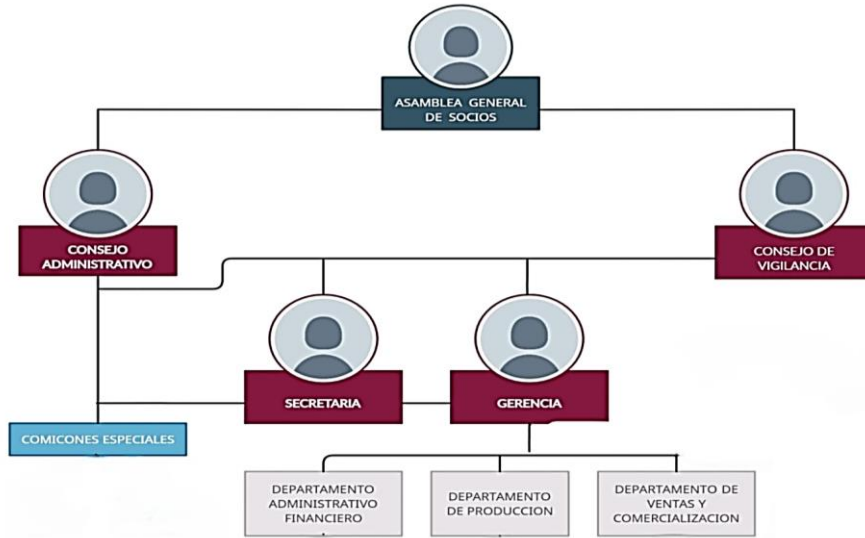 ASAMBLEA GENERAL
DE SOCIOS
CONSEJO
ADMINISTRATIVO
CONSEJO DE
VIGILANCIA
SECRETARIA
GERENCIA
COMICONES ESPECIALES
DEPARTAMENTO
ADMINISTRATIVO
FINANCIERO
DEPARTAMENTO
DE PRODUCCION
DEPARTAMENTO DE
VENTAS Y
COMERCIALIZACION